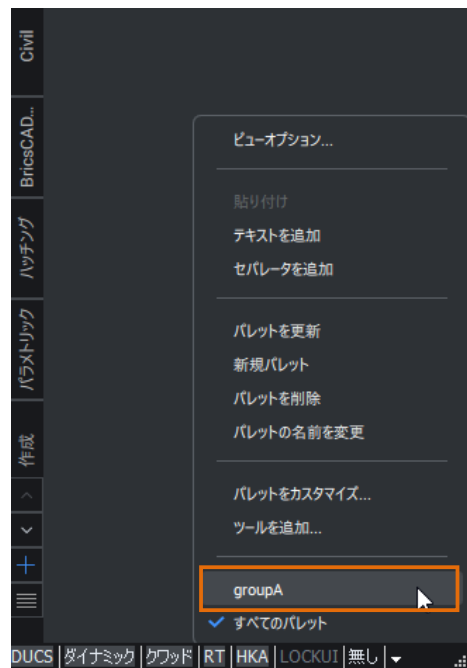 Civil
BricsCAD...
ハッチング
パラメトリック
作成
ビューオプション...
貼り付け
テキストを追加
セパレータを追加
パレットを更新
新規パレット
パレットを削除
パレットの名前を変更
パレットをカスタマイズ...
ツールを追加...
groupA
すべてのパレット
DUCS ダイナミック クワッド RT HKA LOCKUI 無し